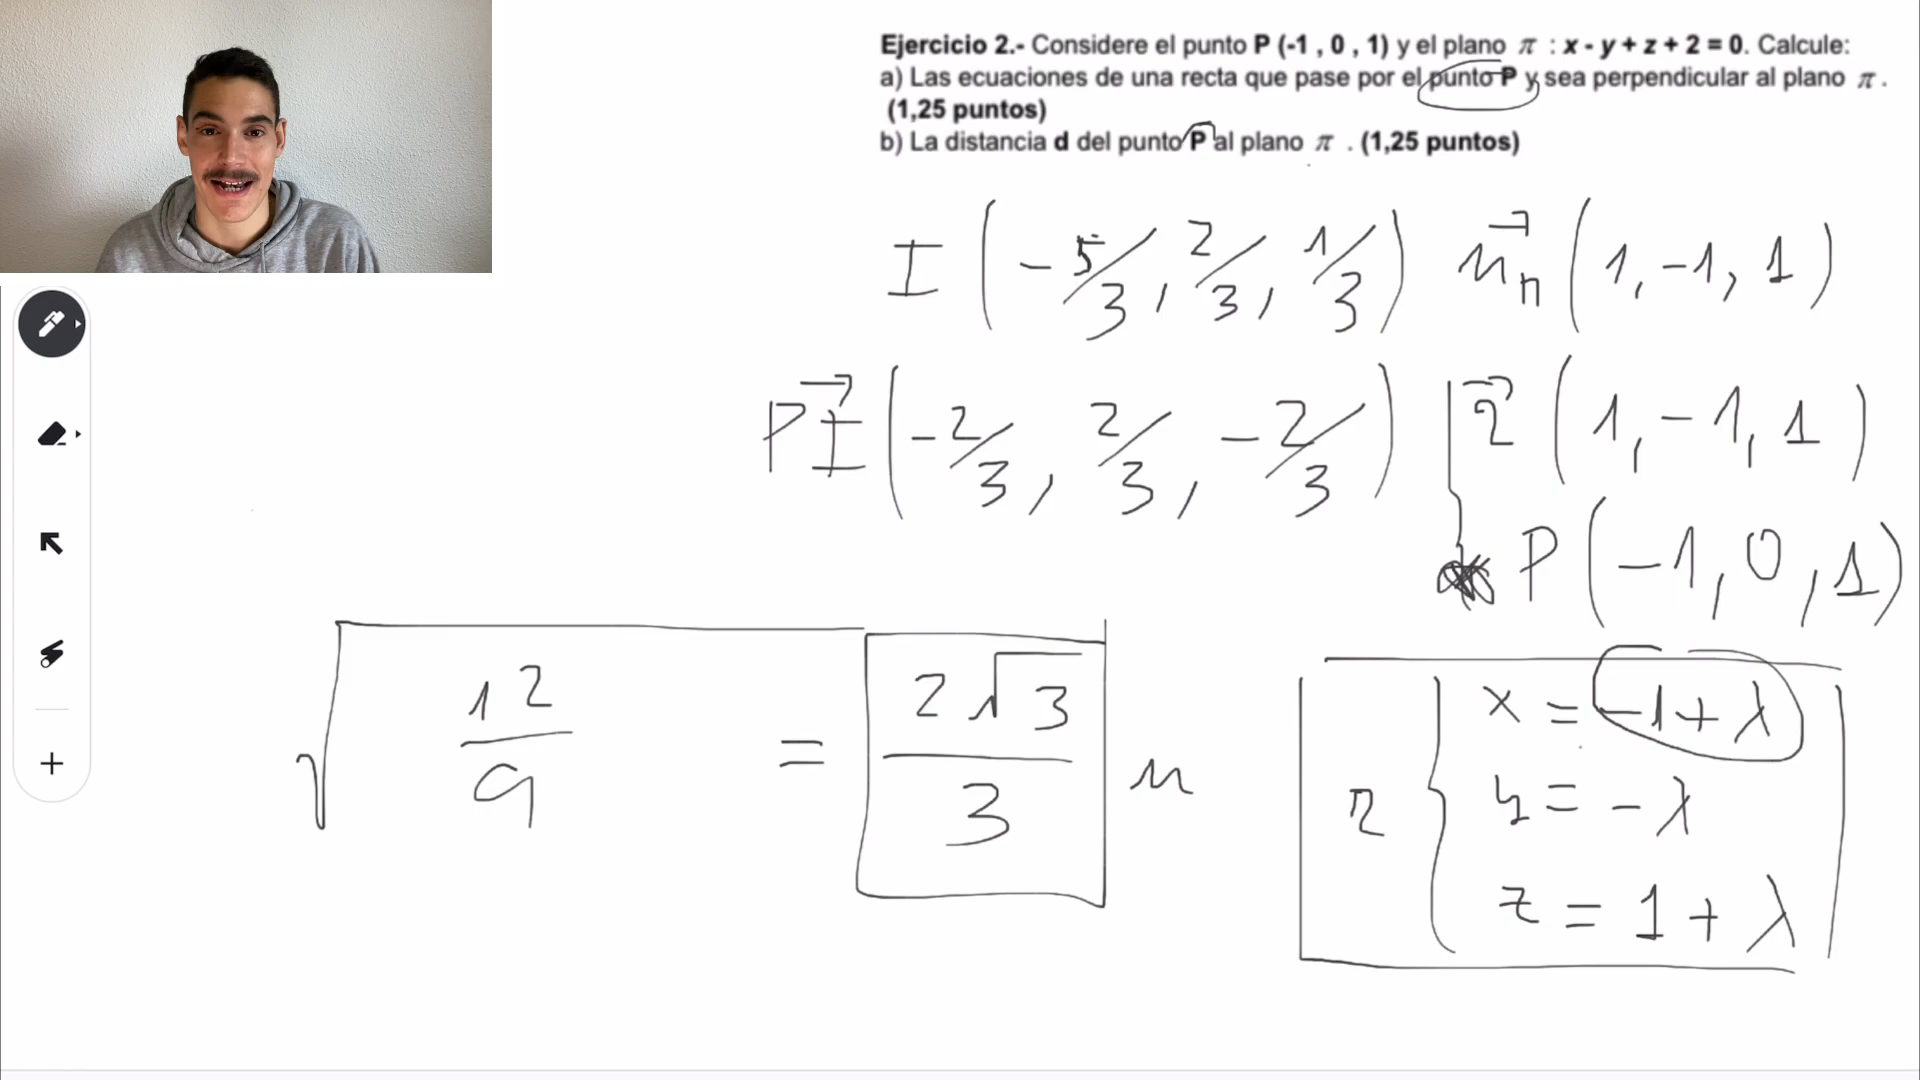 Ejercicio 2.- Considere el punto P (-1 , 0 , 1) y el plano π : x - y + z + 2 = 0. Calcule:
a) Las ecuaciones de una recta que pase por el punto P y sea perpendicular al plano π .
(1,25 puntos)
b) La distancia d del punto P al plano π . (1,25 puntos)
I (-5/3, 2/3, 1/3) n⃗π (1, -1, 1)
PI⃗ (-2/3, 2/3, -2/3) r⃗ (1, -1, 1)
P (-1, 0, 1)
√12/9 = 2√3/3 u
r { x = -1 + λ
y = -λ
z = 1 + λ